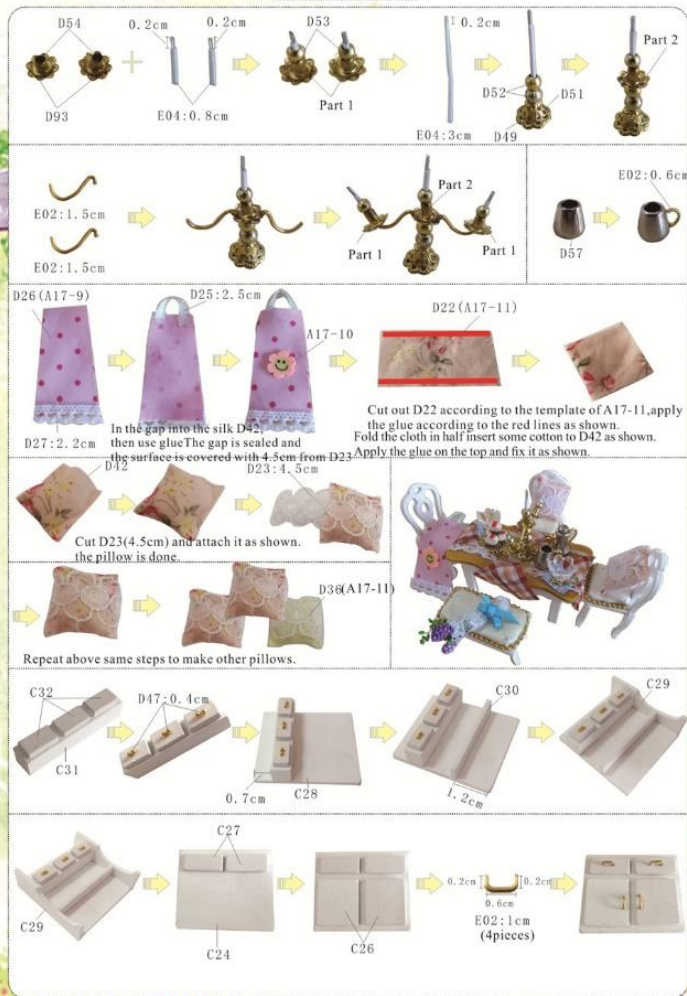 D54
0.2cm 0.2cm
D53
0.2cm
Part 2
D52
D51
D93
E04:0.8cm
Part 1
E04:3cm
D49
E02:1.5cm
E02:1.5cm
Part 2
Part 1
Part 1
E02:0.6cm
D57
D26(A17-9)
D25:2.5cm
A17-10
D22(A17-11)
D27:2.2cm
In the gap into the silk D42,
then use glueThe gap is sealed and
the surface is covered with 4.5cm from D23
Cut out D22 according to the template of A17-11,apply
the glue according to the red lines as shown.
Fold the cloth in half insert some cotton to D42 as shown.
Apply the glue on the top and fix it as shown.
D42
D23:4.5cm
Cut D23(4.5cm) and attach it as shown.
the pillow is done.
D36(A17-11)
Repeat above same steps to make other pillows.
C32
D47:0.4cm
C30
C29
C31
0.7cm
C28
1.2cm
C27
C29
C24
C26
0.2cm 0.2cm
0.6cm
E02:1cm
(4pieces)